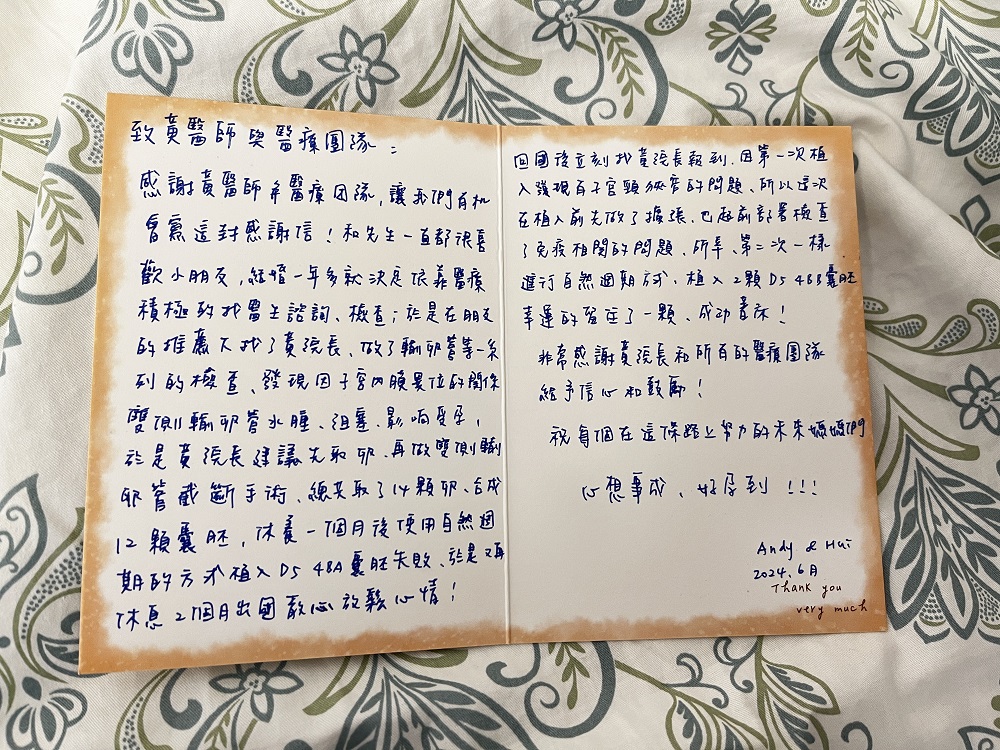 致黃醫師與醫療團隊：
感謝黃醫師和醫療团隊，讓我們有机
會寫這封感謝信！和先生一直都很喜
歡小朋友，結婚一年多就決定依靠醫療
積極的找醫生諮詢、檢查；於是在朋友
的推薦下找了黃院長、做了輸卵管等一系
列的檢查、發現因子宮內膜異位的關係
雙側輸卵管水腫、阻塞、影响受孕，
於是黃院長建議先取卵、再做雙側輸
卵管截斷手術、總共取了14顆卵、合成
12顆囊胚，休養一個月後使用自然週
期的方式植入D5 4BA囊胚失敗、於是又再
休息2個月出國散心放鬆心情！
回國後立刻找黃院長報到、因第一次植
入發現有子宮頸狹窄的問題、所以這次
在植入前先做了擴張、也超前部署檢查
了免疫相關的問題、所幸、第二次一樣
進行自然週期方式、植入2顆D5 4BB囊胚
幸運的留住了一顆、成功著床！
非常感謝黃院長和所有的醫療團隊
給予信心和鼓勵！
祝每個在這條路上努力的未來媽媽們
心想事成、好孕到！！！
Andy & Hui
2024.6月
Thank you
very much